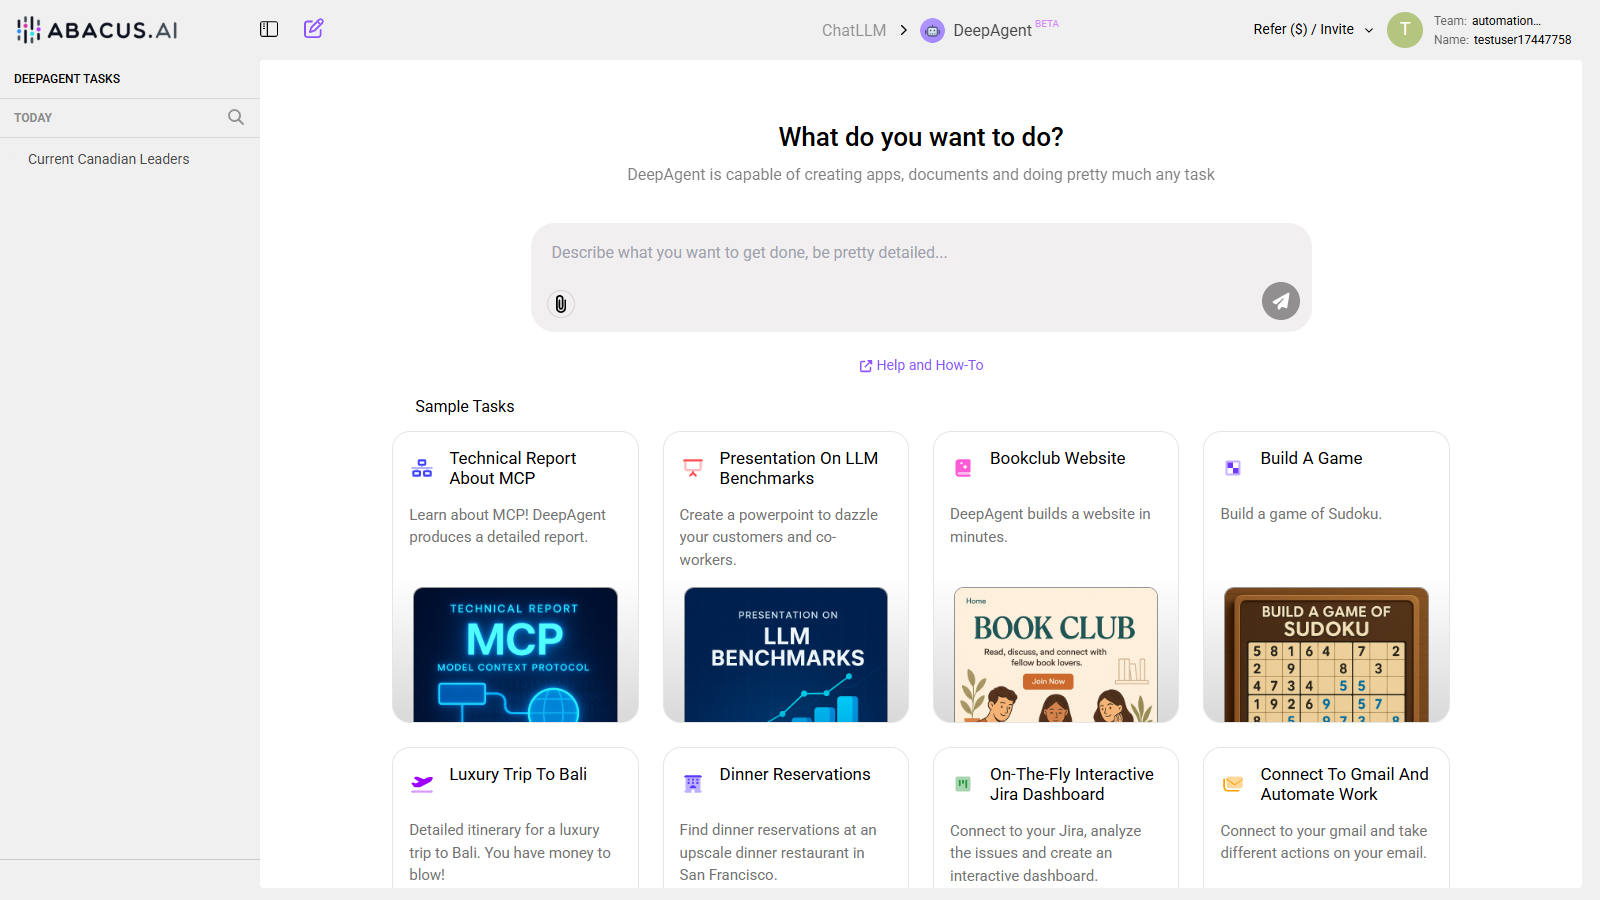 ABACUS.AI
ChatLLM
DeepAgent BETA
Refer ($) / Invite
T
Team: automation...
Name: testuser17447758
DEEPAGENT TASKS
TODAY
Current Canadian Leaders
What do you want to do?
DeepAgent is capable of creating apps, documents and doing pretty much any task
Describe what you want to get done, be pretty detailed...
Help and How-To
Sample Tasks
Technical Report
About MCP
Learn about MCP! DeepAgent
produces a detailed report.
TECHNICAL REPORT
MCP
MODEL CONTEXT PROTOCOL
Presentation On LLM
Benchmarks
Create a powerpoint to dazzle
your customers and co-
workers.
PRESENTATION ON
LLM
BENCHMARKS
Bookclub Website
DeepAgent builds a website in
minutes.
Home
BOOK CLUB
Read, discuss, and connect with
fellow book lovers.
Join Now
Build A Game
Build a game of Sudoku.
BUILD A GAME OF
SUDOKU
5 8 1 6 4 7 2
2 9 8 3
4 7 3 4 5 5
1 9 2 6 9 5 7
Luxury Trip To Bali
Detailed itinerary for a luxury
trip to Bali. You have money to
blow!
Dinner Reservations
Find dinner reservations at an
upscale dinner restaurant in
San Francisco.
On-The-Fly Interactive
Jira Dashboard
Connect to your Jira, analyze
the issues and create an
interactive dashboard.
Connect To Gmail And
Automate Work
Connect to your gmail and take
different actions on your email.